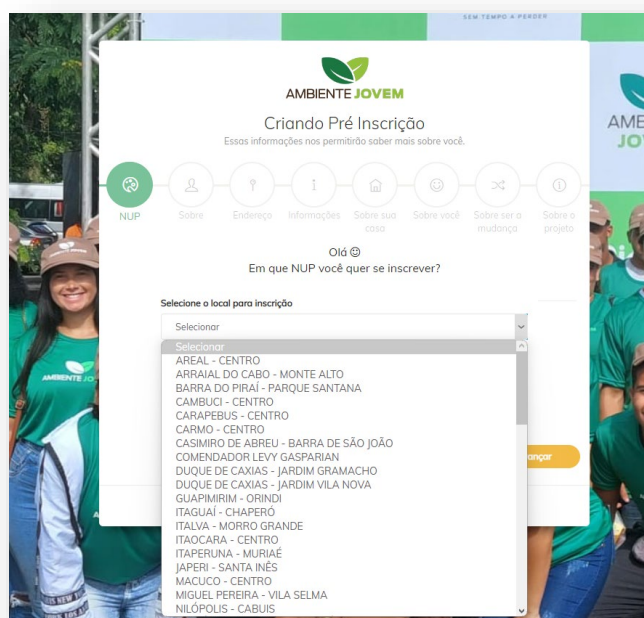 SEM TEMPO A PERDER
AMBIENTE JOVEM
Criando Pré Inscrição
Essas informações nos permitirão saber mais sobre você.
NUP
Sobre
Endereço
Informações
Sobre sua casa
Sobre você
Sobre ser a mudança
Sobre o projeto
Olá
Em que NUP você quer se inscrever?
Selecione o local para inscrição
Selecionar
Selecionar
AREAL - CENTRO
ARRAIAL DO CABO - MONTE ALTO
BARRA DO PIRAÍ - PARQUE SANTANA
CAMBUCI - CENTRO
CARAPEBUS - CENTRO
CARMO - CENTRO
CASIMIRO DE ABREU - BARRA DE SÃO JOÃO
COMENDADOR LEVY GASPARIAN
DUQUE DE CAXIAS - JARDIM GRAMACHO
DUQUE DE CAXIAS - JARDIM VILA NOVA
GUAPIMIRIM - ORINDI
ITAGUAÍ - CHAPERÓ
ITALVA - MORRO GRANDE
ITAOCARA - CENTRO
ITAPERUNA - MURIAÉ
JAPERI - SANTA INÊS
MACUCO - CENTRO
MIGUEL PEREIRA - VILA SELMA
NILÓPOLIS - CABUIS
ançar
AMBIENTE JO